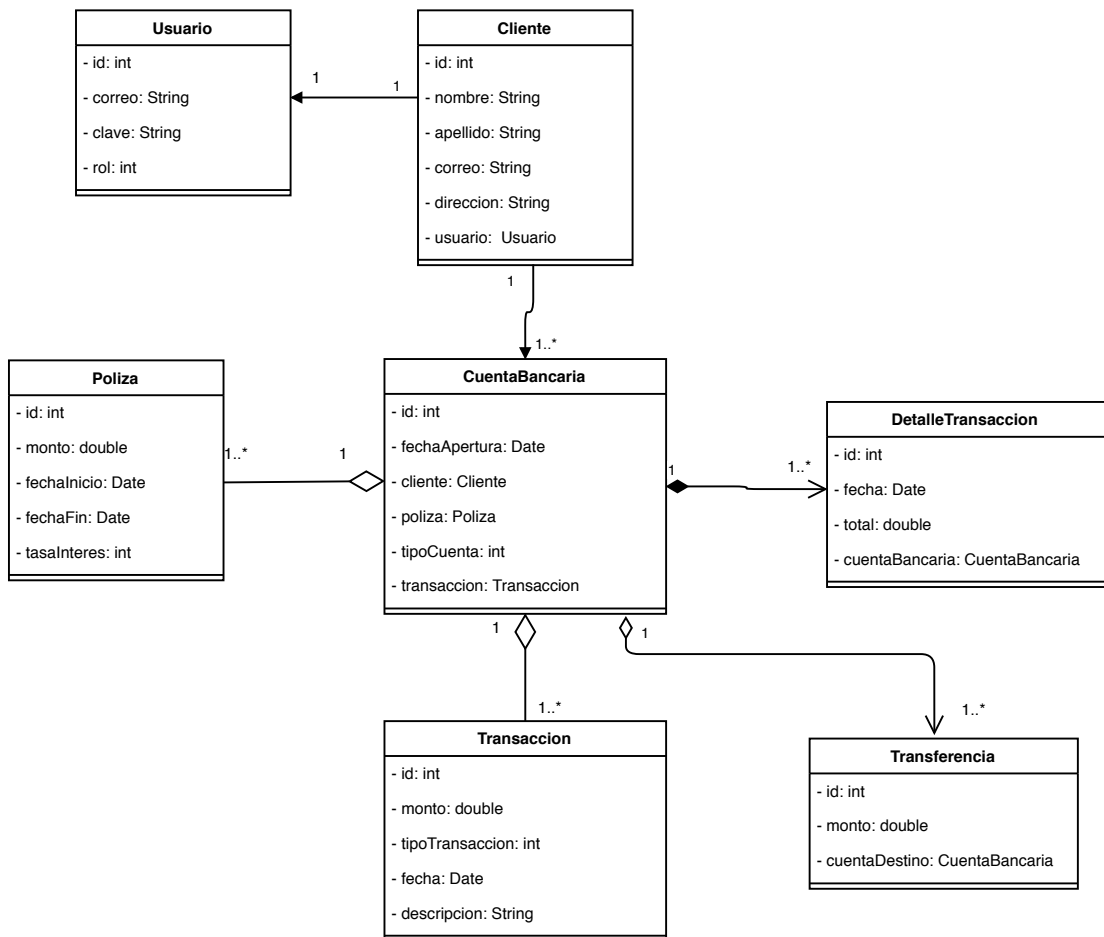 Usuario
- id: int
- correo: String
- clave: String
- rol: int
1
1
Cliente
- id: int
- nombre: String
- apellido: String
- correo: String
- direccion: String
- usuario:  Usuario
1
1..*
Poliza
- id: int
- monto: double
- fechaInicio: Date
- fechaFin: Date
- tasaInteres: int
1..*
1
CuentaBancaria
- id: int
- fechaApertura: Date
- cliente: Cliente
- poliza: Poliza
- tipoCuenta: int
- transaccion: Transaccion
1
1..*
DetalleTransaccion
- id: int
- fecha: Date
- total: double
- cuentaBancaria: CuentaBancaria
1
1..*
1
1..*
Transaccion
- id: int
- monto: double
- tipoTransaccion: int
- fecha: Date
- descripcion: String
Transferencia
- id: int
- monto: double
- cuentaDestino: CuentaBancaria